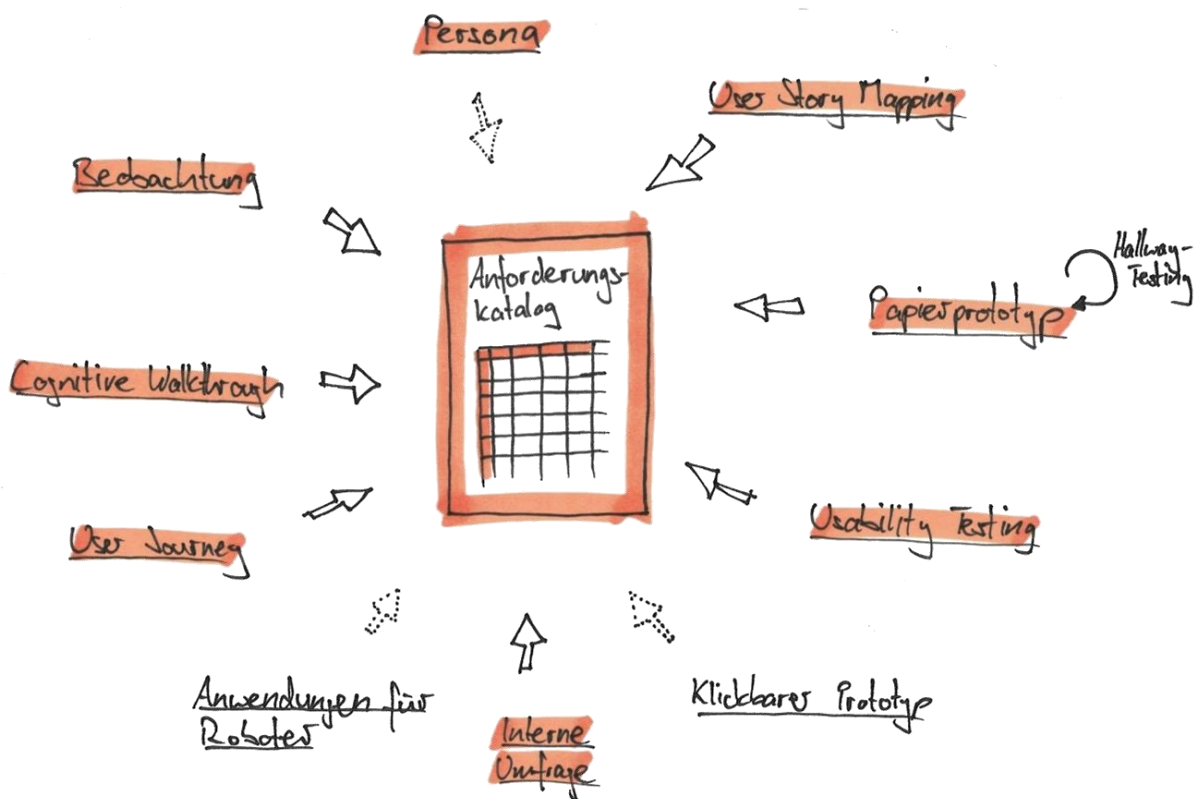 Persona
User Story Mapping
Beobachtung
Hallway-
Testing
Anforderungs-
katalog
Papierprototyp
Cognitive Walkthrough
User Journey
Usability Testing
Anwendungen für
Roboter
Klickbarer Prototyp
Interne
Umfrage